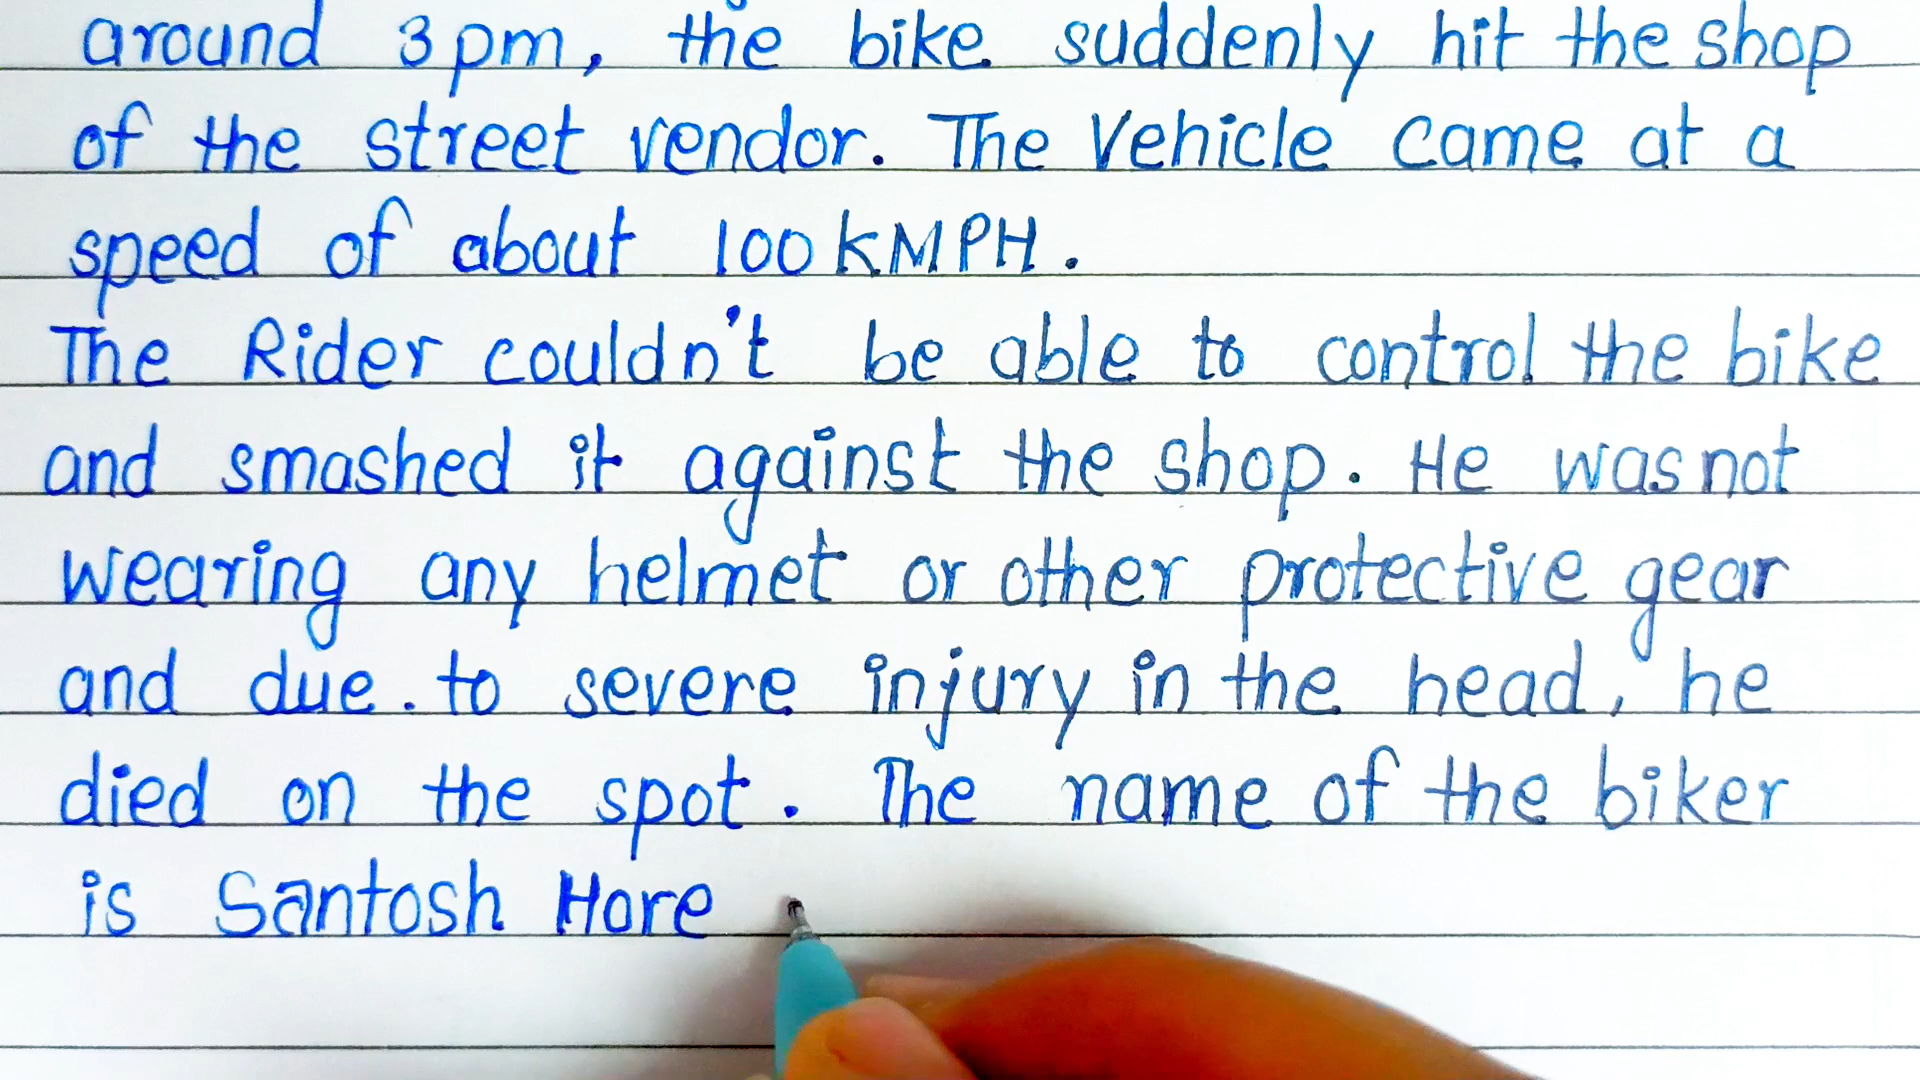 around 3pm, the bike suddenly hit the shop
of the street vendor. The Vehicle came at a
speed of about 100 KMPH.
The Rider couldn't be able to control the bike
and smashed it against the shop. He was not
wearing any helmet or other protective gear
and due. to severe injury in the head, he
died on the spot. The name of the biker
is Santosh Hore